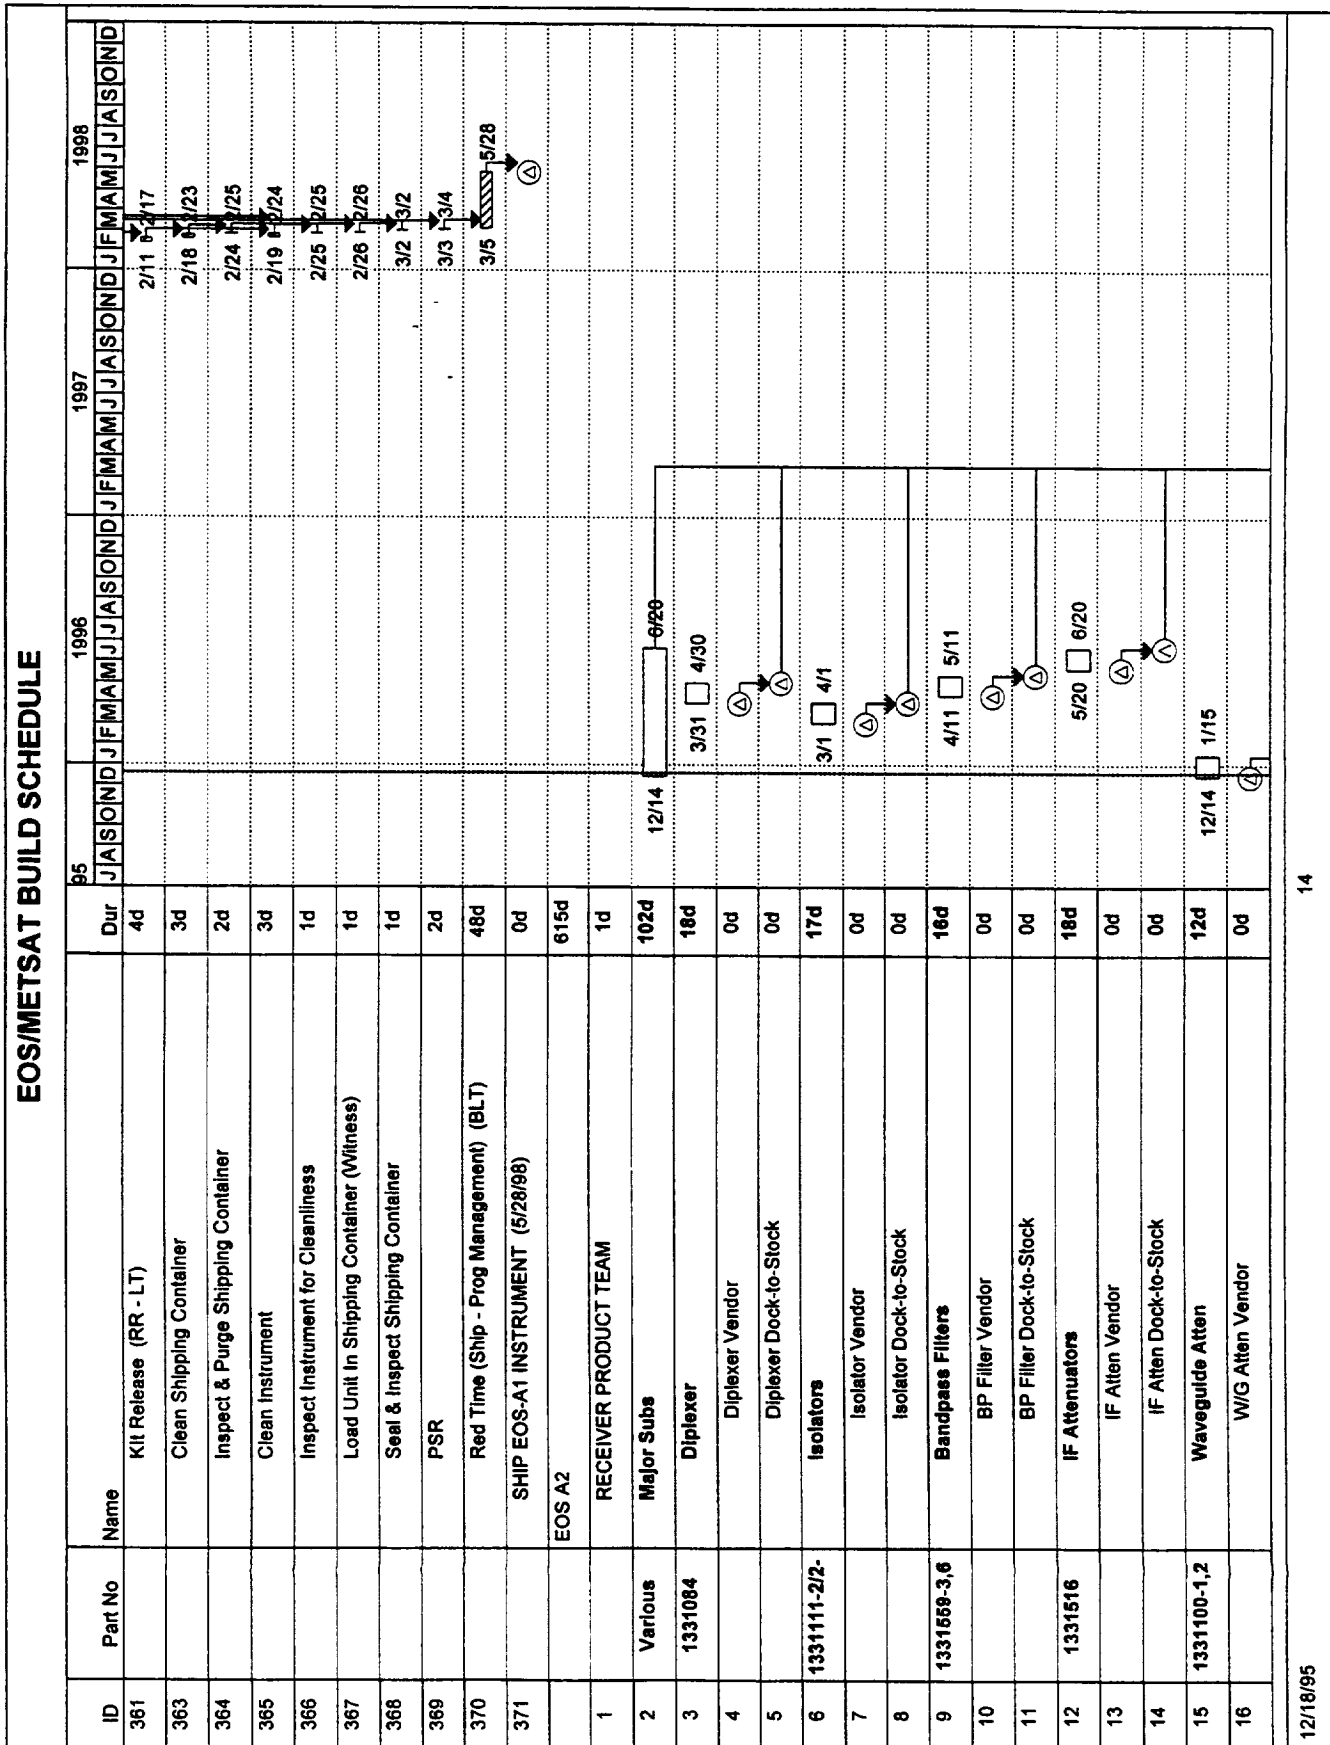 EOS/METSAT BUILD SCHEDULE
95 1996 1997 1998
ID Part No Name Dur J A S O N D J F M A M J J A S O N D J F M A M J J A S O N D J F M A M J J A S O N D
361 Kit Release (RR - LT) 4d 2/11 2/17
363 Clean Shipping Container 3d 2/18 2/23
364 Inspect & Purge Shipping Container 2d 2/24 2/25
365 Clean Instrument 3d 2/19 2/24
366 Inspect Instrument for Cleanliness 1d 2/25 2/25
367 Load Unit In Shipping Container (Witness) 1d 2/26 2/26
368 Seal & Inspect Shipping Container 1d 3/2 3/2
369 PSR 2d 3/3 3/4
370 Red Time (Ship - Prog Management) (BLT) 48d 3/5 5/28
371 SHIP EOS-A1 INSTRUMENT (5/28/98) 0d
EOS A2 615d
1 RECEIVER PRODUCT TEAM 1d
2 Various Major Subs 102d 12/14 6/20
3 1331084 Diplexer 18d 3/31 4/30
4 Diplexer Vendor 0d
5 Diplexer Dock-to-Stock 0d
6 1331111-2/2- Isolators 17d 3/1 4/1
7 Isolator Vendor 0d
8 Isolator Dock-to-Stock 0d
9 1331559-3,6 Bandpass Filters 16d 4/11 5/11
10 BP Filter Vendor 0d
11 BP Filter Dock-to-Stock 0d
12 1331516 IF Attenuators 18d 5/20 6/20
13 IF Atten Vendor 0d
14 IF Atten Dock-to-Stock 0d
15 1331100-1,2 Waveguide Atten 12d 12/14 1/15
16 W/G Atten Vendor 0d
12/18/95 14